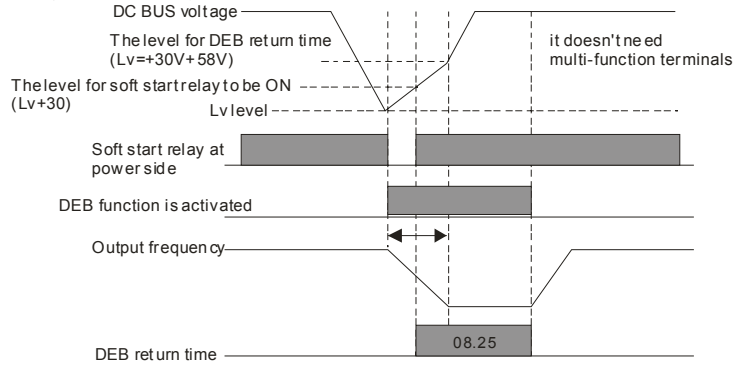 DC BUS voltage
The level for DEB return time
(Lv=+30V+58V)
it doesn't need
multi-function terminals
The level for soft start relay to be ON
(Lv+30)
Lv level
Soft start relay at
power side
DEB function is activated
Output frequency
08.25
DEB return time